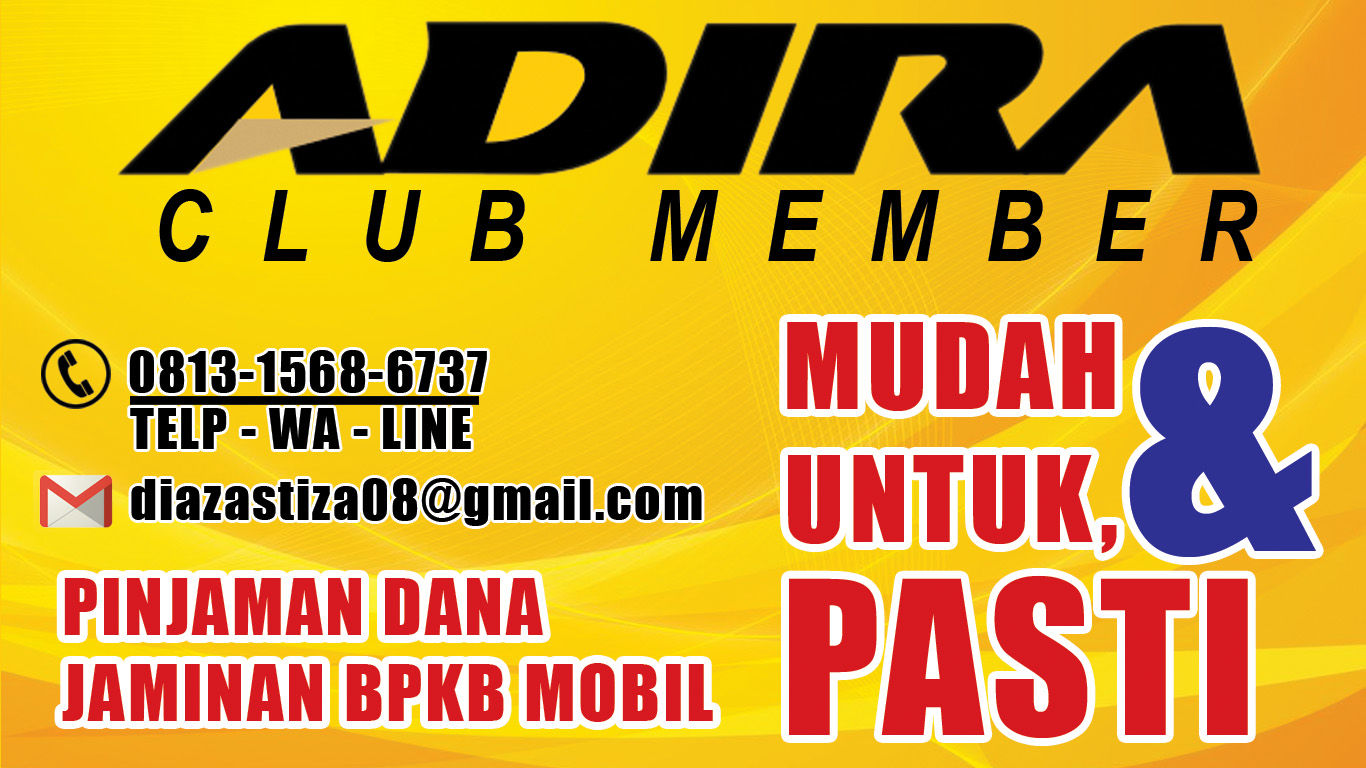 ADIRA
CLUB MEMBER
0813-1568-6737
TELP - WA - LINE
diazastiza08@gmail.com
PINJAMAN DANA
JAMINAN BPKB MOBIL
MUDAH
UNTUK, &
PASTI